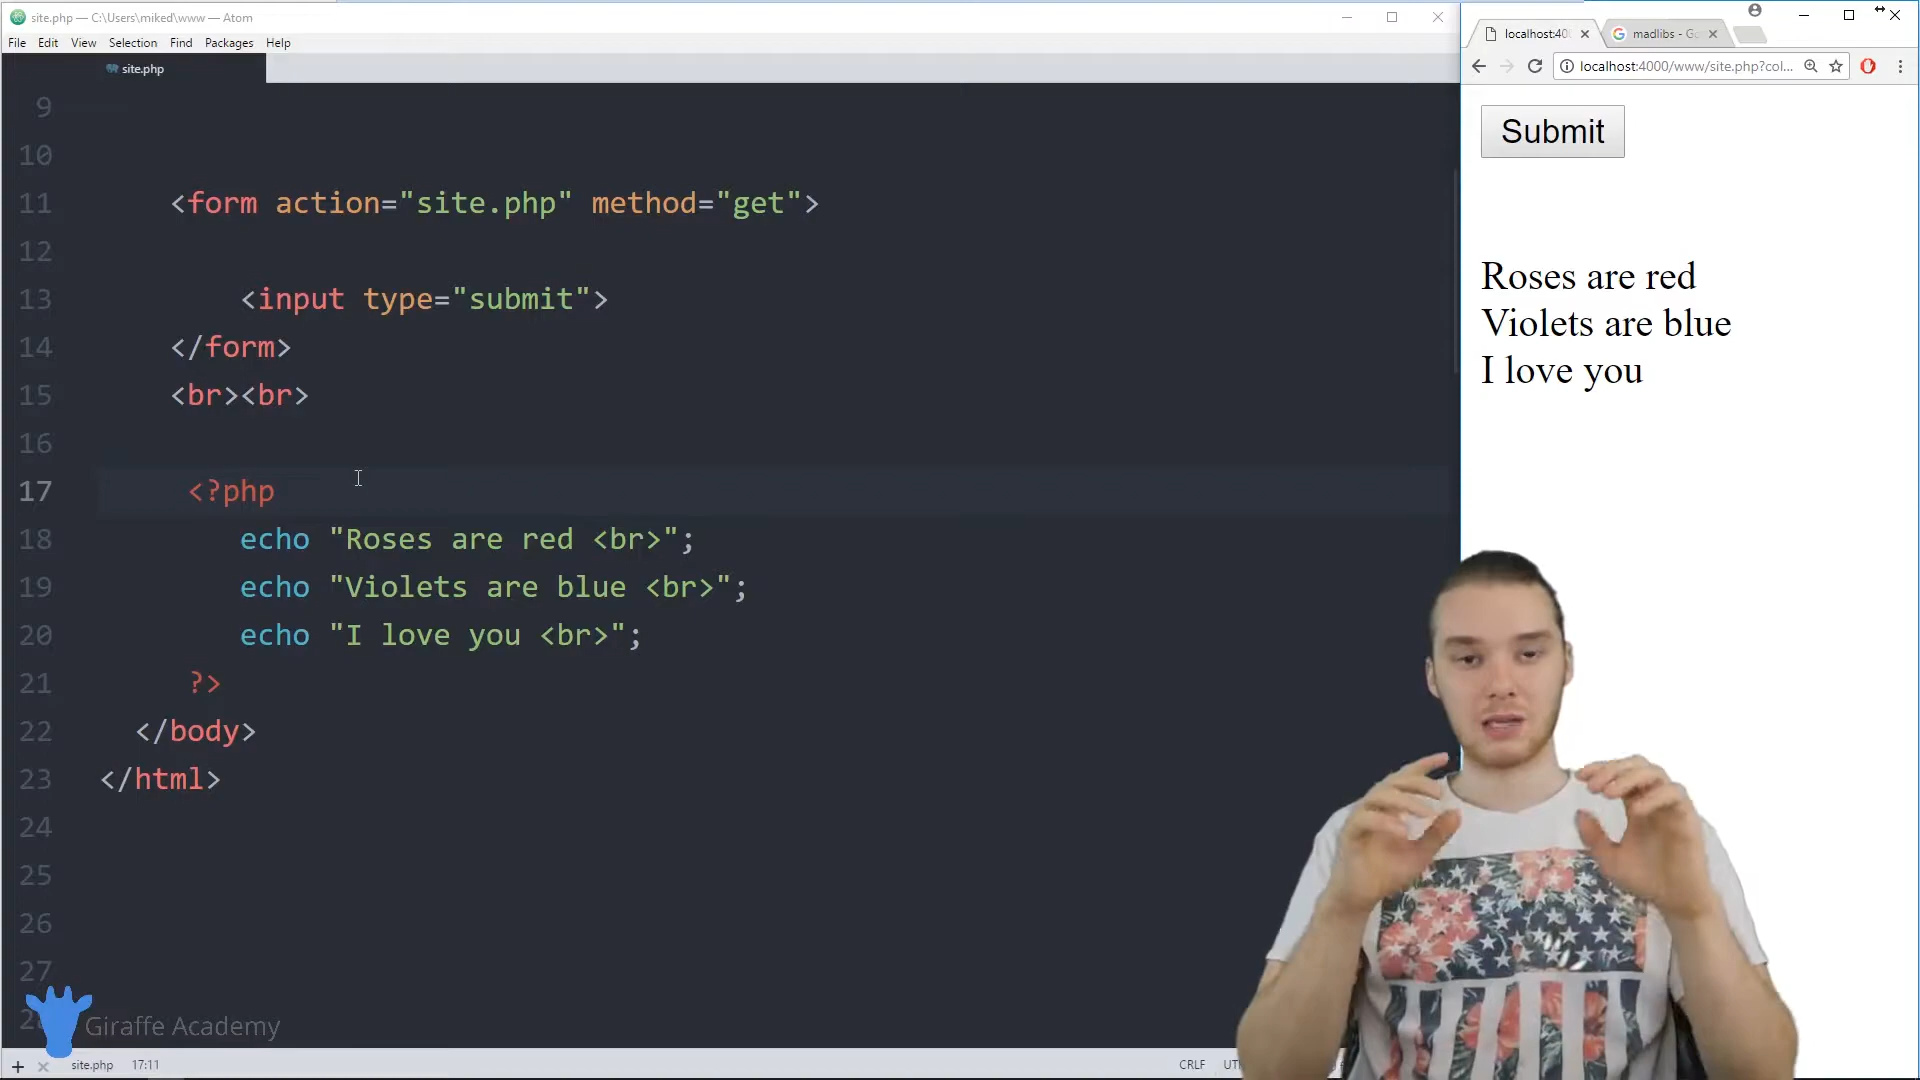 site.php — C:\Users\miked\www — Atom
File Edit View Selection Find Packages Help
site.php
9
10
11 <form action="site.php" method="get">
12
13 <input type="submit">
14 </form>
15 <br><br>
16
17 <?php
18 echo "Roses are red <br>";
19 echo "Violets are blue <br>";
20 echo "I love you <br>";
21 ?>
22 </body>
23 </html>
24
25
26
27
Giraffe Academy
site.php 17:11
CRLF
localhost:40
madlibs - Go
localhost:4000/www/site.php?col...
Submit
Roses are red
Violets are blue
I love you